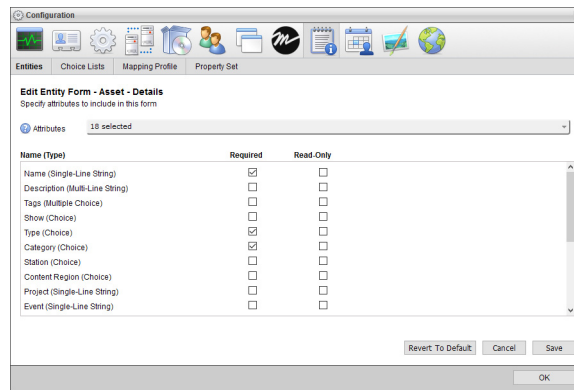 Configuration
Entities Choice Lists Mapping Profile Property Set
Edit Entity Form - Asset - Details
Specify attributes to include in this form
Attributes 18 selected
Name (Type) Required Read-Only
Name (Single-Line String)
Description (Multi-Line String)
Tags (Multiple Choice)
Show (Choice)
Type (Choice)
Category (Choice)
Station (Choice)
Content Region (Choice)
Project (Single-Line String)
Event (Single-Line String)
Revert To Default Cancel Save
OK